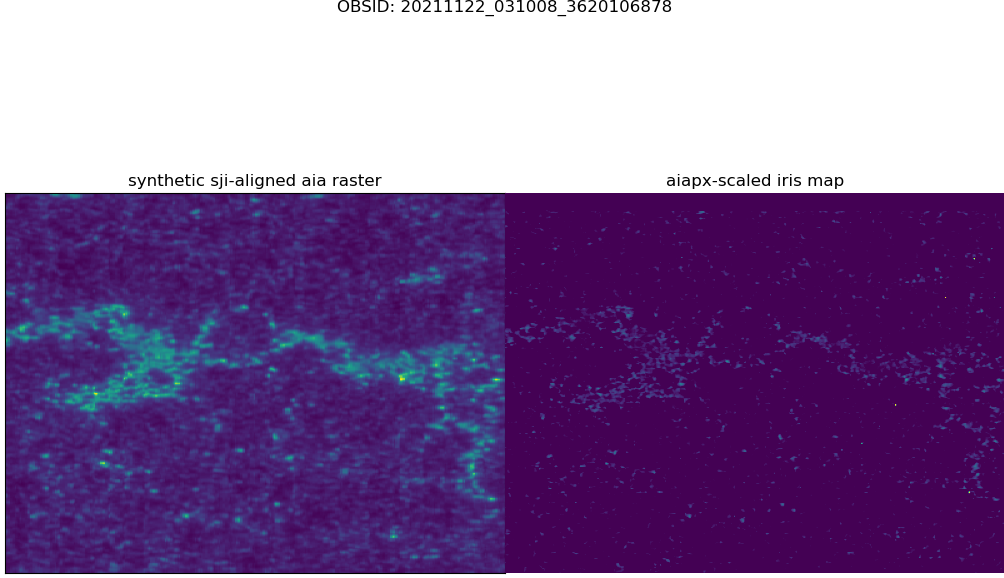 OBSID: 20211122_031008_3620106878
synthetic sji-aligned aia raster
aiapx-scaled iris map